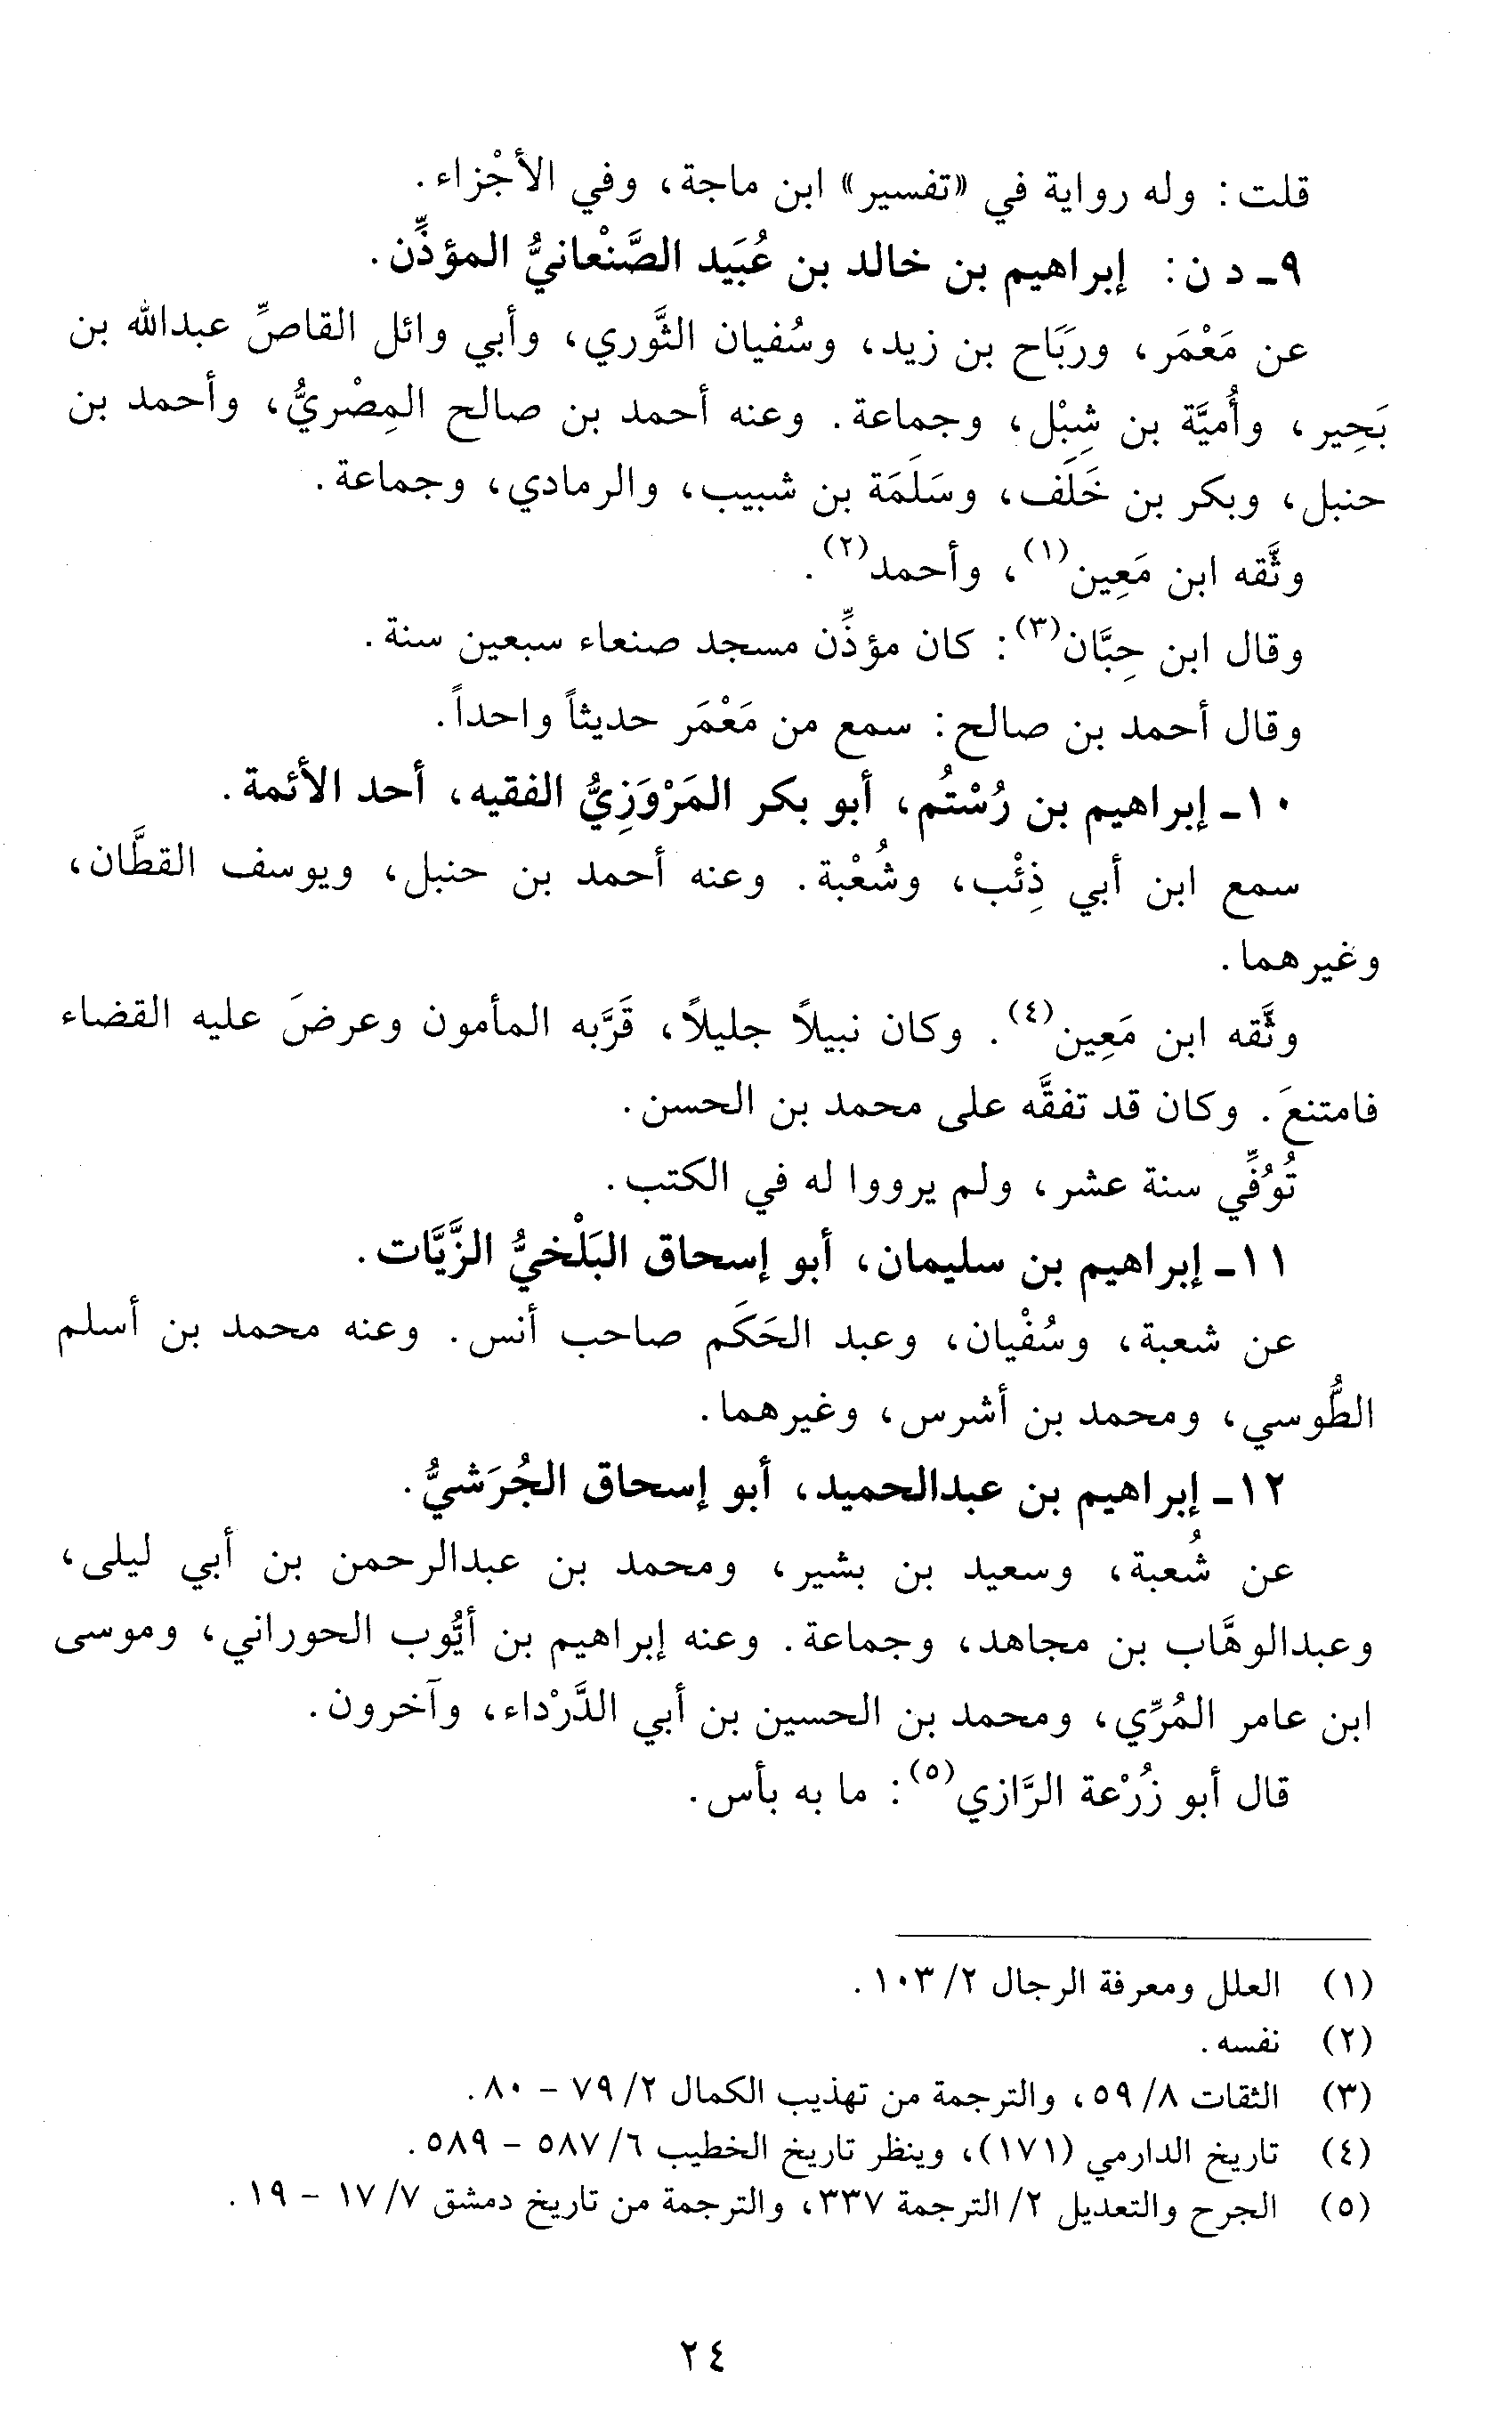 قلت: وله رواية في «تفسير» ابن ماجة، وفي الأجْزاء.
٩ـ د ن: إبراهيم بن خالد بن عُبَيد الصَّنْعانيُّ المؤذِّن.
عن مَعْمَر، ورَبَاح بن زيد، وسُفيان الثَّوري، وأبي وائل القاصِّ عبدالله بن
بَحِير، وأُميَّة بن شِبْل، وجماعة. وعنه أحمد بن صالح المِصْريُّ، وأحمد بن
حنبل، وبكر بن خَلَف، وسَلَمَة بن شبيب، والرمادي، وجماعة.
وثَّقه ابن مَعِين(١)، وأحمد(٢).
وقال ابن حِبَّان(٣): كان مؤذِّن مسجد صنعاء سبعين سنة.
وقال أحمد بن صالح: سمع من مَعْمَر حديثاً واحداً.
١٠ـ إبراهيم بن رُسْتُم، أبو بكر المَرْوَزِيُّ الفقيه، أحد الأئمة.
سمع ابن أبي ذِئْب، وشُعْبة. وعنه أحمد بن حنبل، ويوسف القطَّان،
وغيرهما.
وثَّقه ابن مَعِين(٤). وكان نبيلاً جليلاً، قَرَّبه المأمون وعرضَ عليه القضاء
فامتنعَ. وكان قد تفقَّه على محمد بن الحسن.
تُوُفِّي سنة عشر، ولم يرووا له في الكتب.
١١ـ إبراهيم بن سليمان، أبو إسحاق البَلْخيُّ الزَّيَّات.
عن شعبة، وسُفْيان، وعبد الحَكَم صاحب أنس. وعنه محمد بن أسلم
الطُّوسي، ومحمد بن أشرس، وغيرهما.
١٢ـ إبراهيم بن عبدالحميد، أبو إسحاق الجُرَشيُّ.
عن شُعبة، وسعيد بن بشير، ومحمد بن عبدالرحمن بن أبي ليلى،
وعبدالوهَّاب بن مجاهد، وجماعة. وعنه إبراهيم بن أيُّوب الحوراني، وموسى
ابن عامر المُرِّي، ومحمد بن الحسين بن أبي الدَّرْداء، وآخرون.
قال أبو زُرْعة الرَّازي(٥): ما به بأس.
(١) العلل ومعرفة الرجال ٢/ ١٠٣.
(٢) نفسه.
(٣) الثقات ٨/ ٥٩، والترجمة من تهذيب الكمال ٢/ ٧٩ - ٨٠.
(٤) تاريخ الدارمي (١٧١)، وينظر تاريخ الخطيب ٦/ ٥٨٧ - ٥٨٩.
(٥) الجرح والتعديل ٢/ الترجمة ٣٣٧، والترجمة من تاريخ دمشق ٧/ ١٧ - ١٩.
٢٤